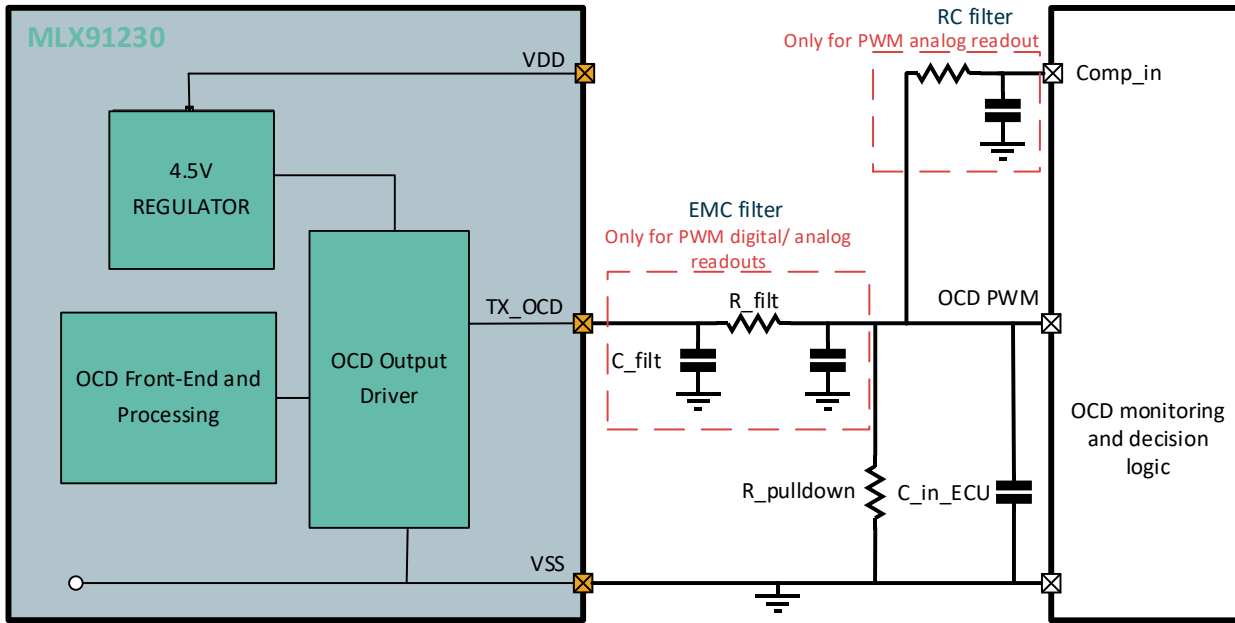 MLX91230
VDD
4.5V
REGULATOR
TX_OCD
OCD Front-End and
Processing
OCD Output
Driver
VSS
EMC filter
Only for PWM digital/ analog
readouts
R_filt
C_filt
RC filter
Only for PWM analog readout
Comp_in
OCD PWM
R_pulldown
C_in_ECU
OCD monitoring
and decision
logic